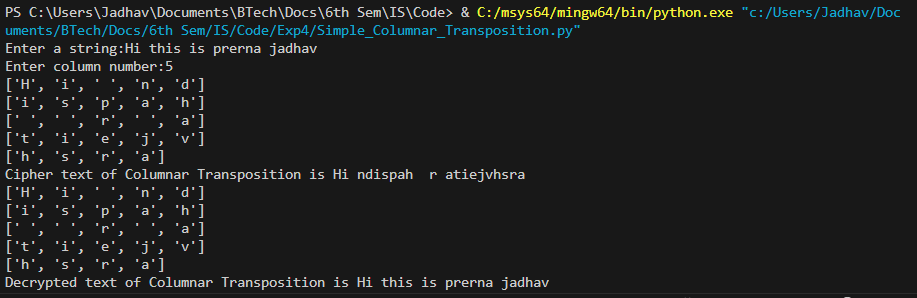 PS C:\Users\Jadhav\Documents\BTech\Docs\6th Sem\IS\Code> & C:/msys64/mingw64/bin/python.exe "c:/Users/Jadhav/Doc
uments/BTech/Docs/6th Sem/IS/Code/Exp4/Simple_Columnar_Transposition.py"
Enter a string:Hi this is prerna jadhav
Enter column number:5
['H', 'i', ' ', 'n', 'd']
['i', 's', 'p', 'a', 'h']
[' ', ' ', 'r', ' ', 'a']
['t', 'i', 'e', 'j', 'v']
['h', 's', 'r', 'a']
Cipher text of Columnar Transposition is Hi ndispah  r atiejvhsra
['H', 'i', ' ', 'n', 'd']
['i', 's', 'p', 'a', 'h']
[' ', ' ', 'r', ' ', 'a']
['t', 'i', 'e', 'j', 'v']
['h', 's', 'r', 'a']
Decrypted text of Columnar Transposition is Hi this is prerna jadhav